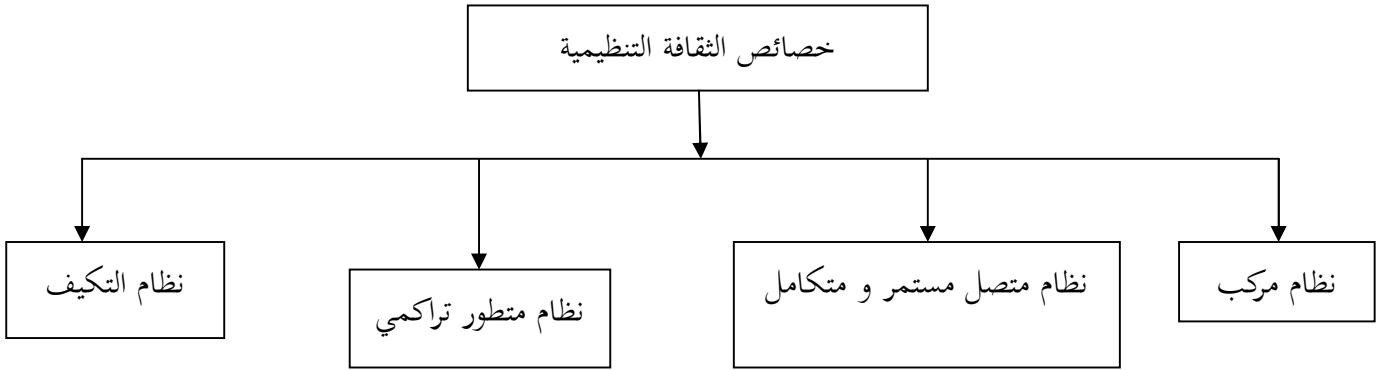 خصائص الثقافة التنظيمية
نظام مركب
نظام متصل مستمر و متكامل
نظام متطور تراكمي
نظام التكيف